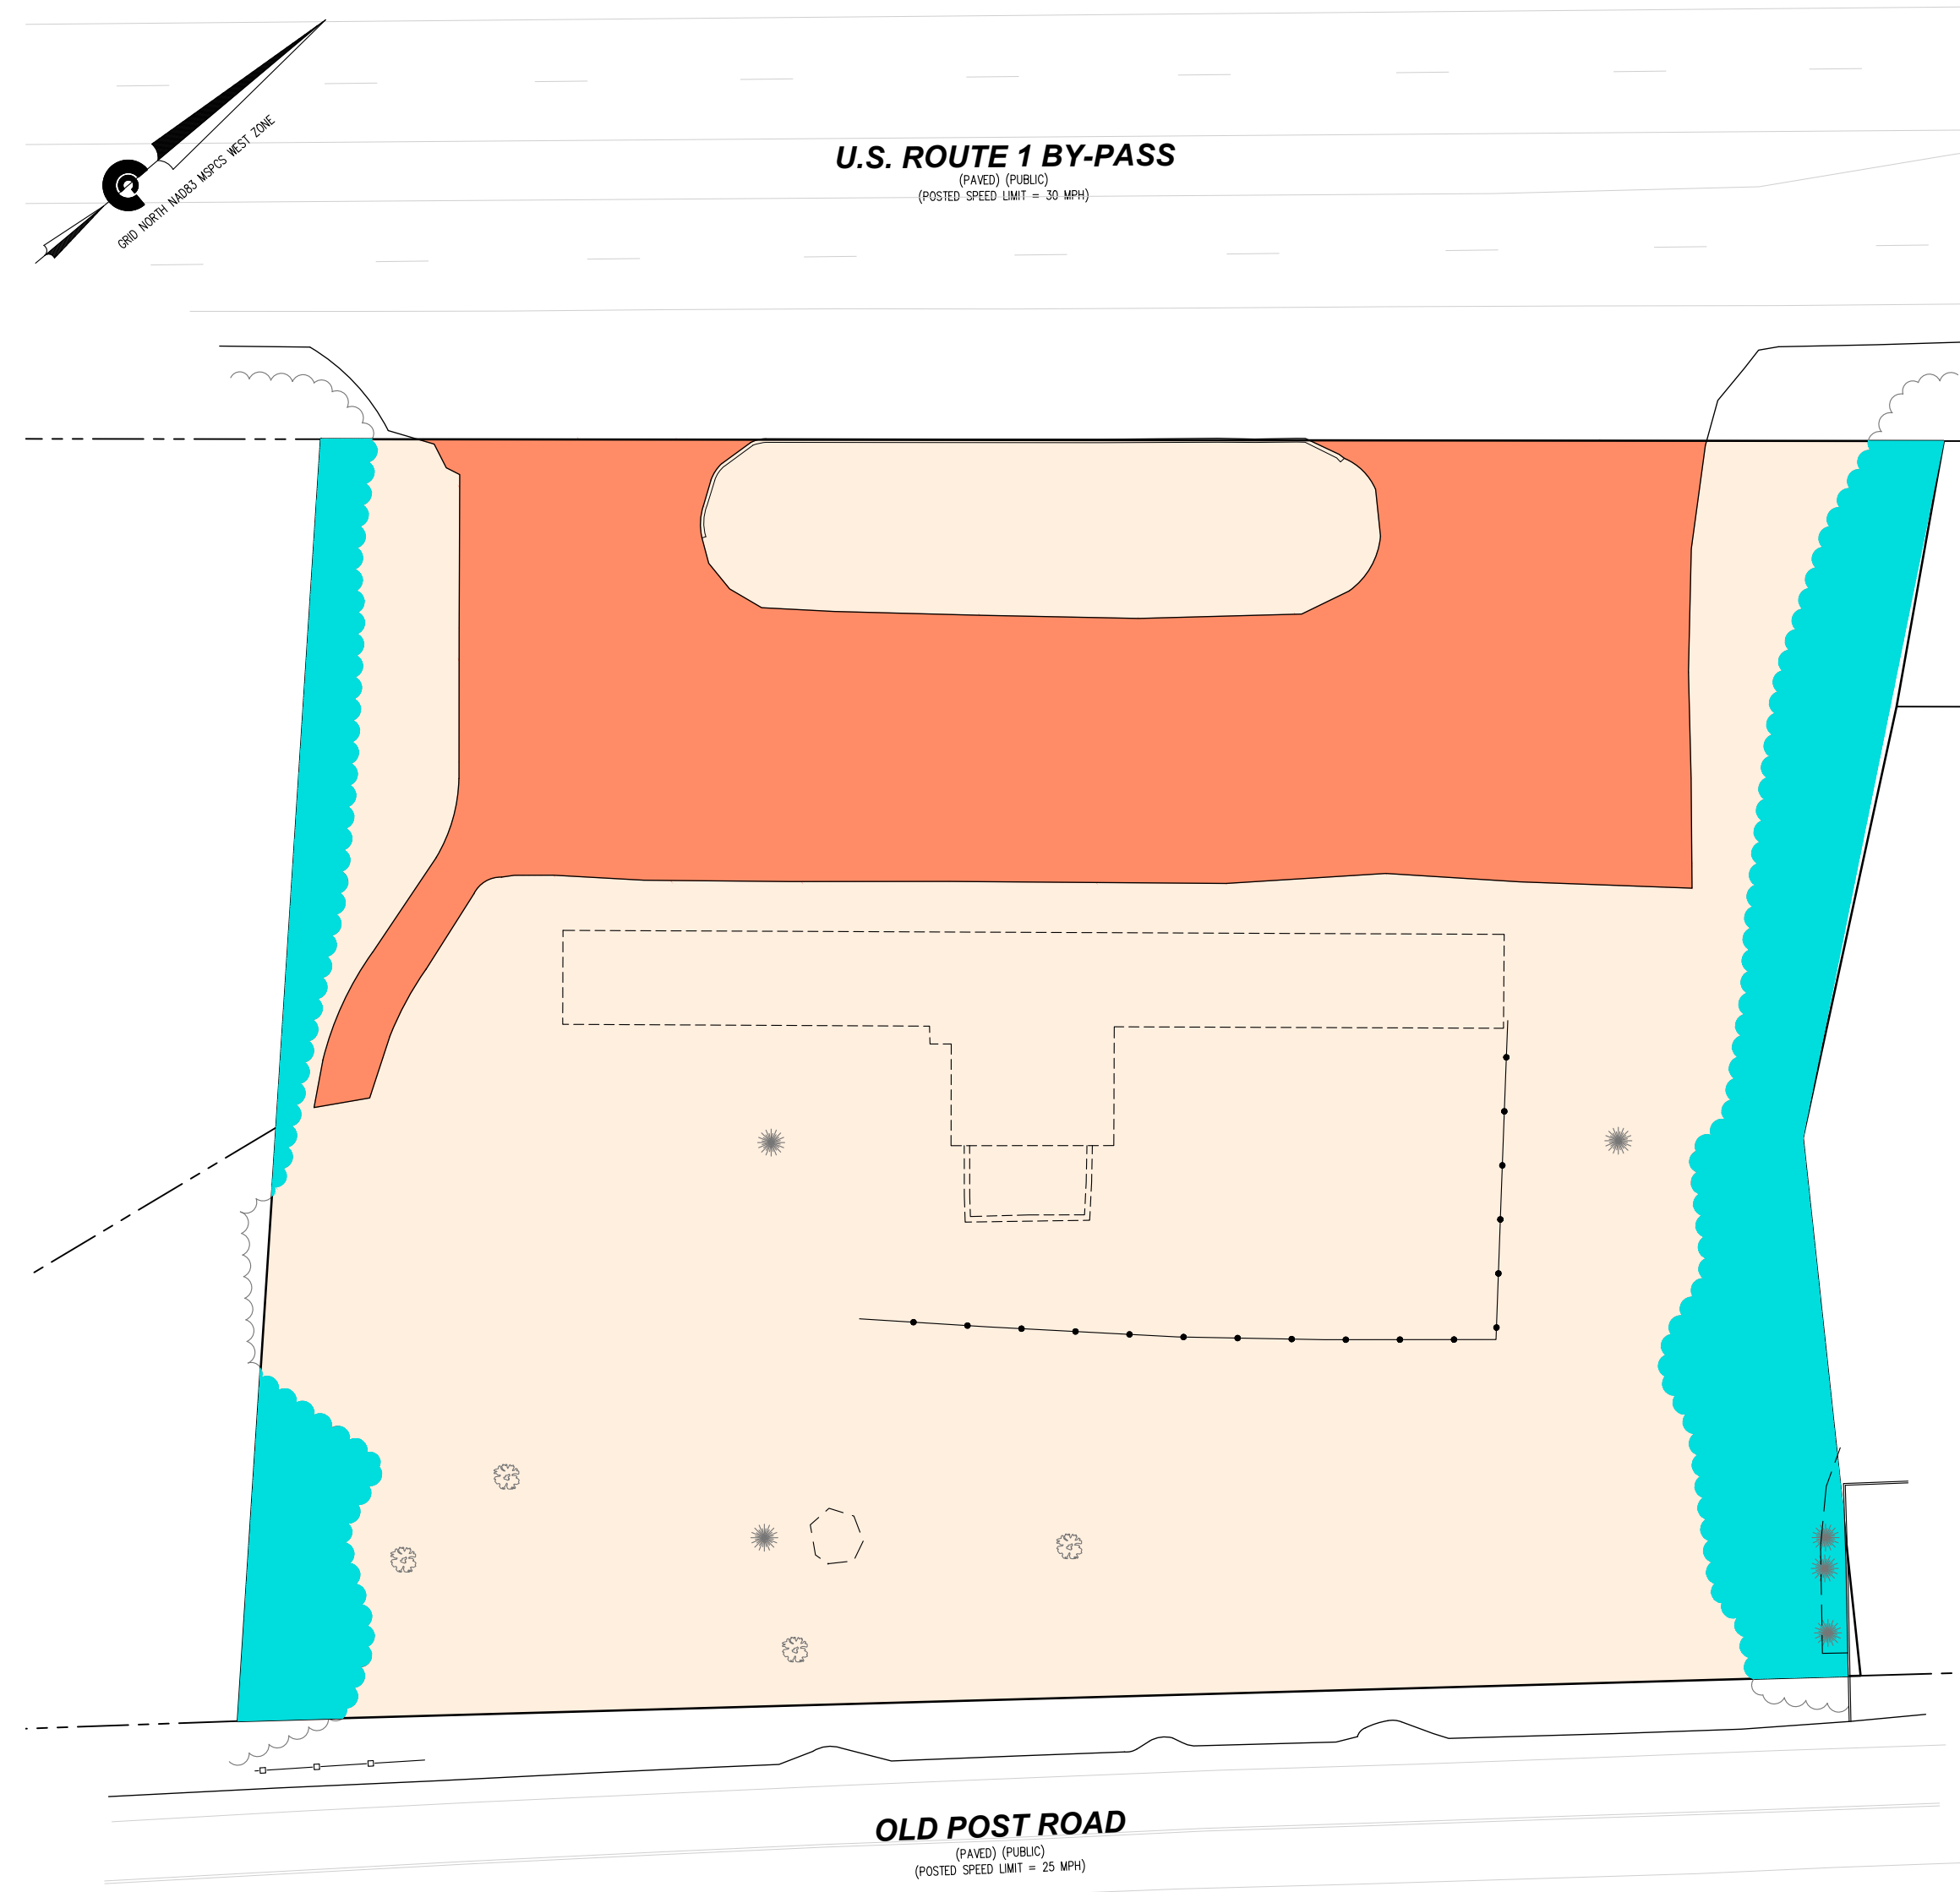 GRID NORTH NAD83 MSPCS WEST ZONE
U.S. ROUTE 1 BY-PASS
(PAVED) (PUBLIC)
(POSTED SPEED LIMIT = 30 MPH)
OLD POST ROAD
(PAVED) (PUBLIC)
(POSTED SPEED LIMIT = 25 MPH)